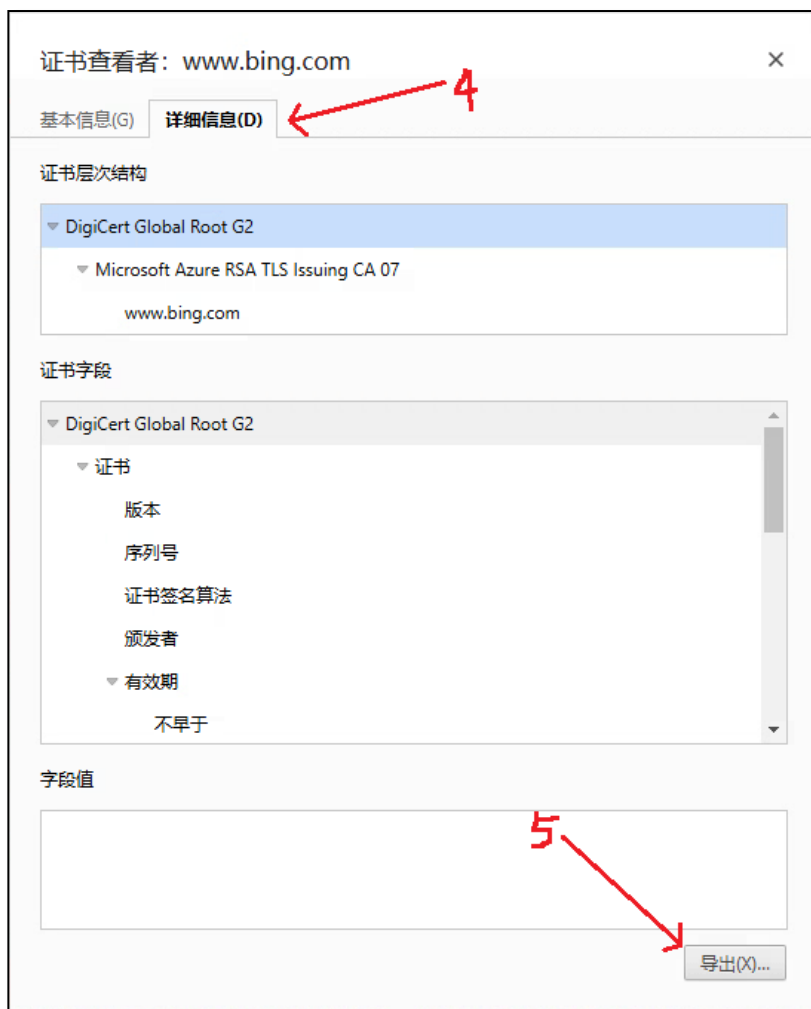 证书查看者：www.bing.com
4
基本信息(G) 详细信息(D)
证书层次结构
DigiCert Global Root G2
Microsoft Azure RSA TLS Issuing CA 07
www.bing.com
证书字段
DigiCert Global Root G2
证书
版本
序列号
证书签名算法
颁发者
有效期
不早于
字段值
5
导出(X)...